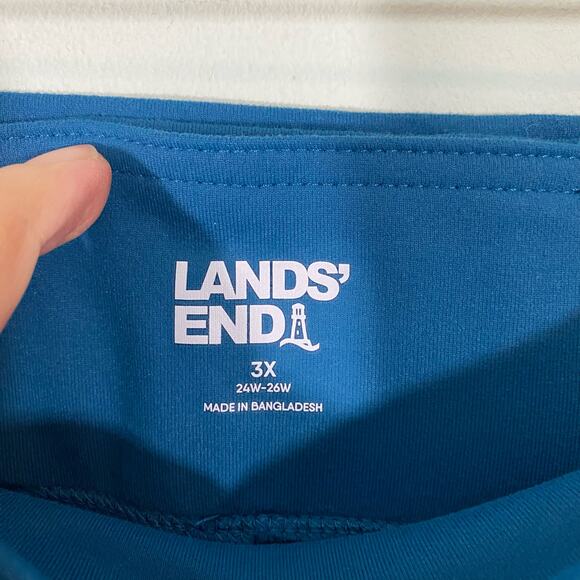 LANDS'
END
3X
24W-26W
MADE IN BANGLADESH